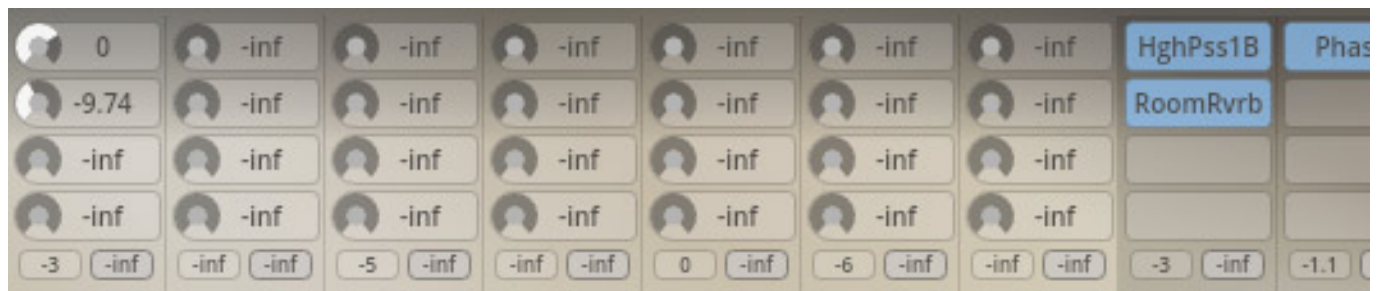 0 -inf -inf -inf -inf -inf -inf HghPss1B Phas
-9.74 -inf -inf -inf -inf -inf -inf RoomRvrb
-inf -inf -inf -inf -inf -inf -inf
-inf -inf -inf -inf -inf -inf -inf
-3 -inf -inf -inf -5 -inf -inf -inf 0 -inf -6 -inf -inf -inf -3 -inf -1.1